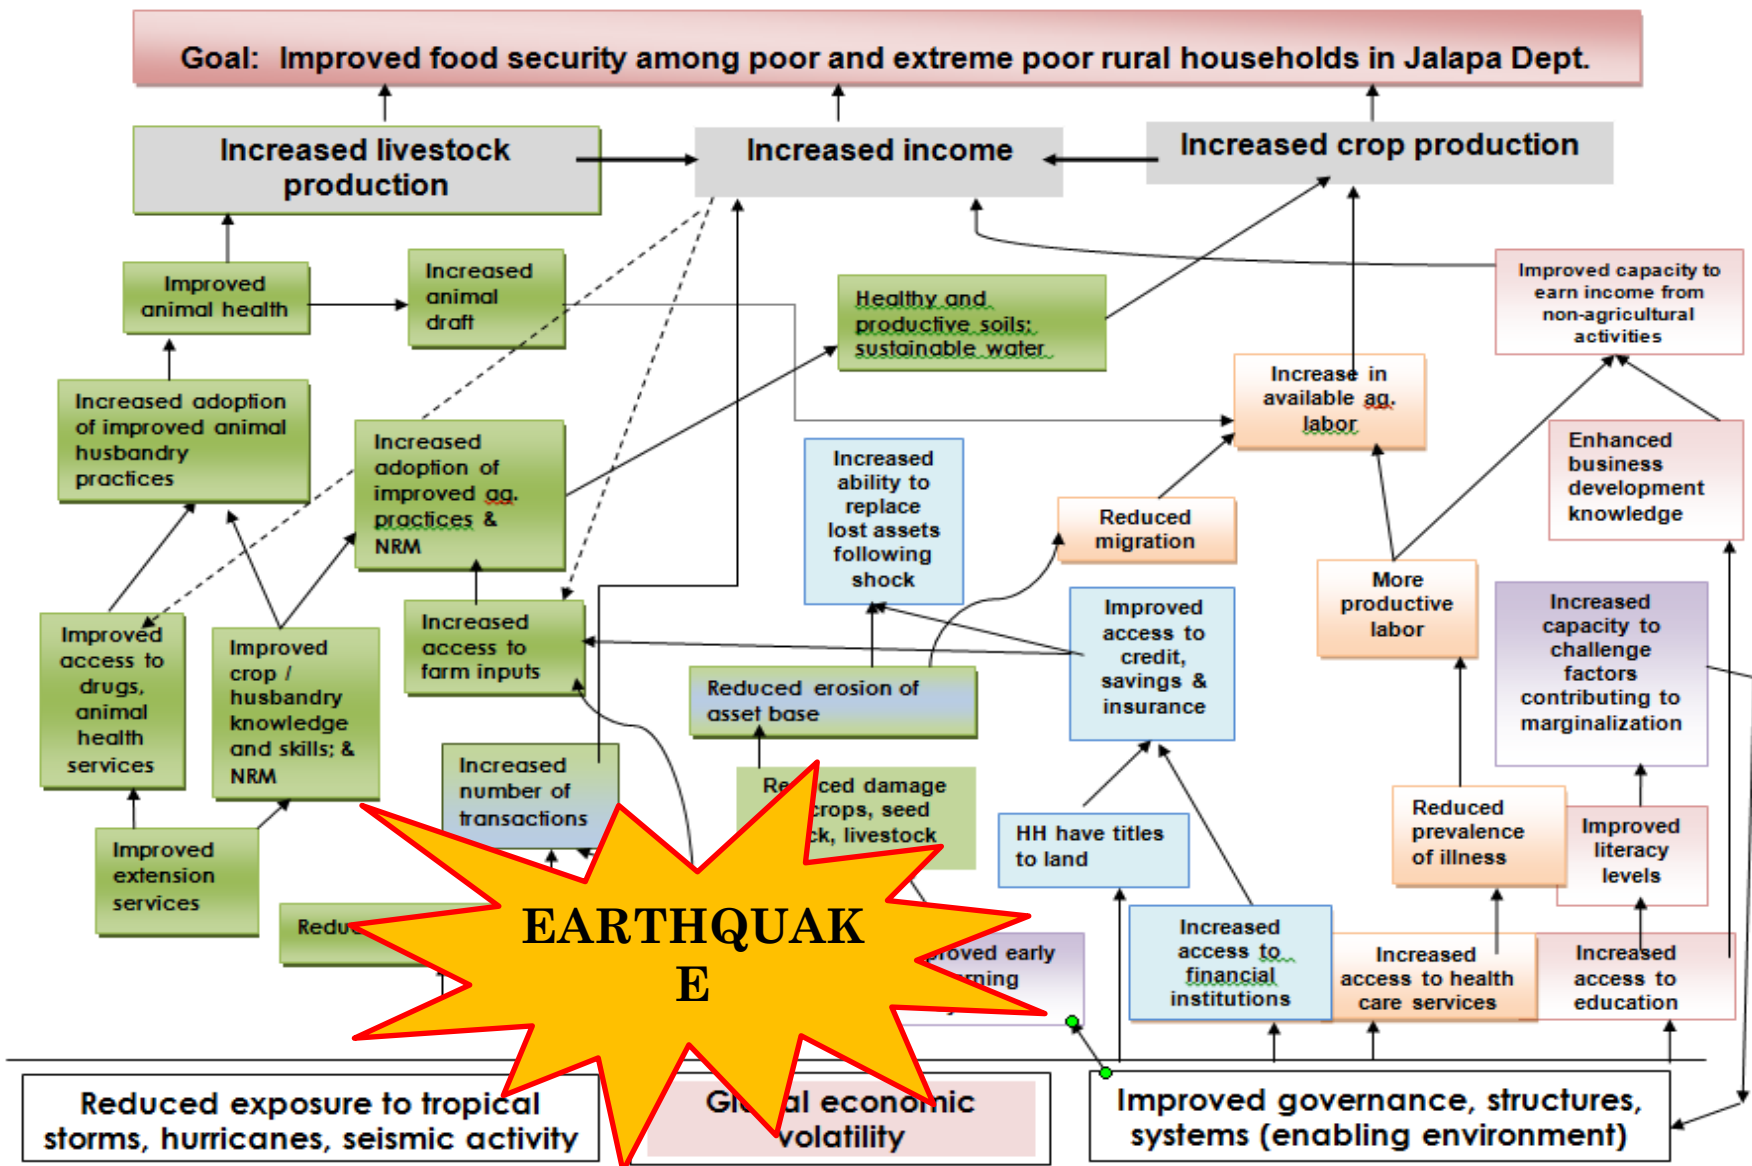 Goal:  Improved food security among poor and extreme poor rural households in Jalapa Dept.
Increased livestock
production
Increased income
Increased crop production
Improved
animal health
Increased
animal
draft
Healthy and
productive soils;
sustainable water
Improved capacity to
earn income from
non-agricultural
activities
Increase in
available ag.
labor
Increased adoption
of improved animal
husbandry
practices
Increased
adoption of
improved ag.
practices &
NRM
Increased
ability to
replace
lost assets
following
shock
Reduced
migration
Enhanced
business
development
knowledge
More
productive
labor
Increased
capacity to
challenge
factors
contributing to
marginalization
Improved
access to
drugs,
animal
health
services
Improved
crop /
husbandry
knowledge
and skills; &
NRM
Increased
access to
farm inputs
Reduced erosion of
asset base
Improved
access to
credit,
savings &
insurance
Increased
number of
transactions
damage
crops, seed
livestock
HH have titles
to land
Reduced
prevalence
of illness
Improved
literacy
levels
Improved
extension
services
EARTHQUAK
E
early
Increased
access to
financial
institutions
Increased
access to health
care services
Increased
access to
education
Reduced exposure to tropical
storms, hurricanes, seismic activity
economic
volatility
Improved governance, structures,
systems (enabling environment)